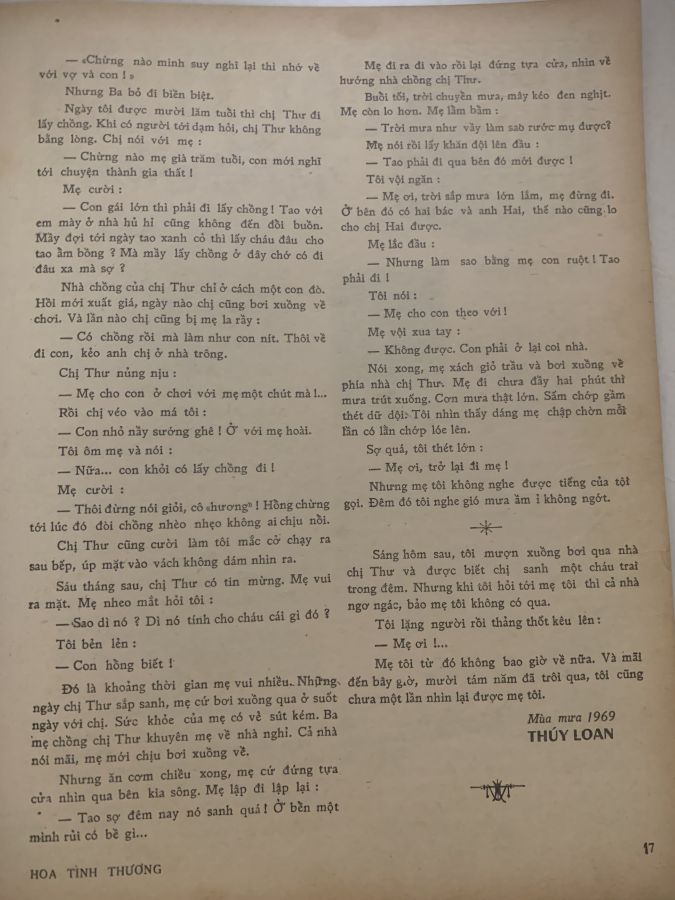 — «Chừng nào mình suy nghĩ lại thì nhớ về
với vợ và con ! »
Nhưng Ba bỏ đi biền biệt.
Ngày tôi được mười lăm tuổi thì chị Thư đi
lấy chồng. Khi có người tới dạm hỏi, chị Thư không
bằng lòng. Chị nói với mẹ :
— Chừng nào mẹ già trăm tuổi, con mới nghĩ
tới chuyện thành gia thất !
Mẹ cười :
— Con gái lớn thì phải đi lấy chồng ! Tao với
em mày ở nhà hủ hỉ cũng không đến đỗi buồn.
Mầy đợi tới ngày tao xanh cỏ thì lấy cháu đâu cho
tao ẵm bồng ? Mà mầy lấy chồng ở đây chớ có đi
đâu xa mà sợ ?
Nhà chồng của chị Thư chỉ ở cách một con đò.
Hồi mới xuất giá, ngày nào chị cũng bơi xuồng về
chơi. Và lần nào chị cũng bị mẹ la rầy :
— Có chồng rồi mà làm như con nít. Thôi về
đi con, kẻo anh chị ở nhà trông.
Chị Thư nủng nịu :
— Mẹ cho con ở chơi với mẹ một chút mà !...
Rồi chị véo vào má tôi :
— Con nhỏ nầy sướng ghê ! Ở với mẹ hoài.
Tôi ôm mẹ và nói :
— Nữa... con khỏi có lấy chồng đi !
Mẹ cười :
— Thôi đừng nói giỏi, cô «hương» ! Hồng chừng
tới lúc đó đòi chồng nhèo nhẹo không ai chịu nồi.
Chị Thư cũng cười làm tôi mắc cở chạy ra
sau bếp, úp mặt vào vách không dám nhìn ra.
Sáu tháng sau, chị Thư có tin mừng. Mẹ vui
ra mặt. Mẹ nheo mắt hỏi tôi :
— Sao dì nó ? Dì nó tính cho cháu cái gì đó ?
Tôi bẻn lẻn :
— Con hồng biết !
Đó là khoảng thời gian mẹ vui nhiều. Những
ngày chị Thư sắp sanh, mẹ cứ bơi xuồng qua ở suốt
ngày với chị. Sức khỏe của mẹ có vẻ sút kém. Ba
mẹ chồng chị Thư khuyên mẹ về nhà nghỉ. Cả nhà
nói mãi, mẹ mới chịu bơi xuồng về.
Nhưng ăn cơm chiều xong, mẹ cứ đứng tựa
cửa nhìn qua bên kia sông. Mẹ lập đi lập lại :
— Tao sợ đêm nay nó sanh quá ! Ở bển một
mình rủi có bề gì...
Mẹ đi ra đi vào rồi lại đứng tựa cửa, nhìn về
hướng nhà chồng chị Thư.
Buổi tối, trời chuyển mưa, mây kéo đen nghịt.
Mẹ còn lo hơn. Mẹ lầm bầm :
— Trời mưa như vầy làm sao rước mụ được?
Mẹ nói rồi lấy khăn đội lên đầu :
— Tao phải đi qua bên đó mới được !
Tôi vội ngăn :
— Mẹ ơi, trời sắp mưa lớn lắm, mẹ đừng đi.
Ở bên đó có hai bác và anh Hai, thế nào cũng lo
cho chị Hai được.
Mẹ lắc đầu :
— Nhưng làm sao bằng mẹ con ruột ! Tao
phải đi !
Tôi nói :
— Mẹ cho con theo với !
Mẹ vội xua tay :
— Không được. Con phải ở lại coi nhà.
Nói xong, mẹ xách giỏ trầu và bơi xuồng về
phía nhà chị Thư. Mẹ đi chưa đầy hai phút thì
mưa trút xuống. Cơn mưa thật lớn. Sấm chớp gầm
thét dữ dội. Tôi nhìn thấy dáng mẹ chập chờn mỗi
lần có lằn chớp lóe lên.
Sợ quá, tôi thét lớn :
— Mẹ ơi, trở lại đi mẹ !
Nhưng mẹ tôi không nghe được tiếng của tôi
gọi. Đêm đó tôi nghe gió mưa ầm ỉ không ngớt.
Sáng hôm sau, tôi mượn xuồng bơi qua nhà
chị Thư và được biết chị sanh một cháu trai
trong đêm. Nhưng khi tôi hỏi tới mẹ tôi thì cả nhà
ngơ ngác, bảo mẹ tôi không có qua.
Tôi lặng người rồi thảng thốt kêu lên :
— Mẹ ơi !...
Mẹ tôi từ đó không bao giờ về nữa. Và mãi
đến bây giờ, mười tám năm đã trôi qua, tôi cũng
chưa một lần nhìn lại được mẹ tôi.
Mùa mưa 1969
THÚY LOAN
HOA TÌNH THƯƠNG
17